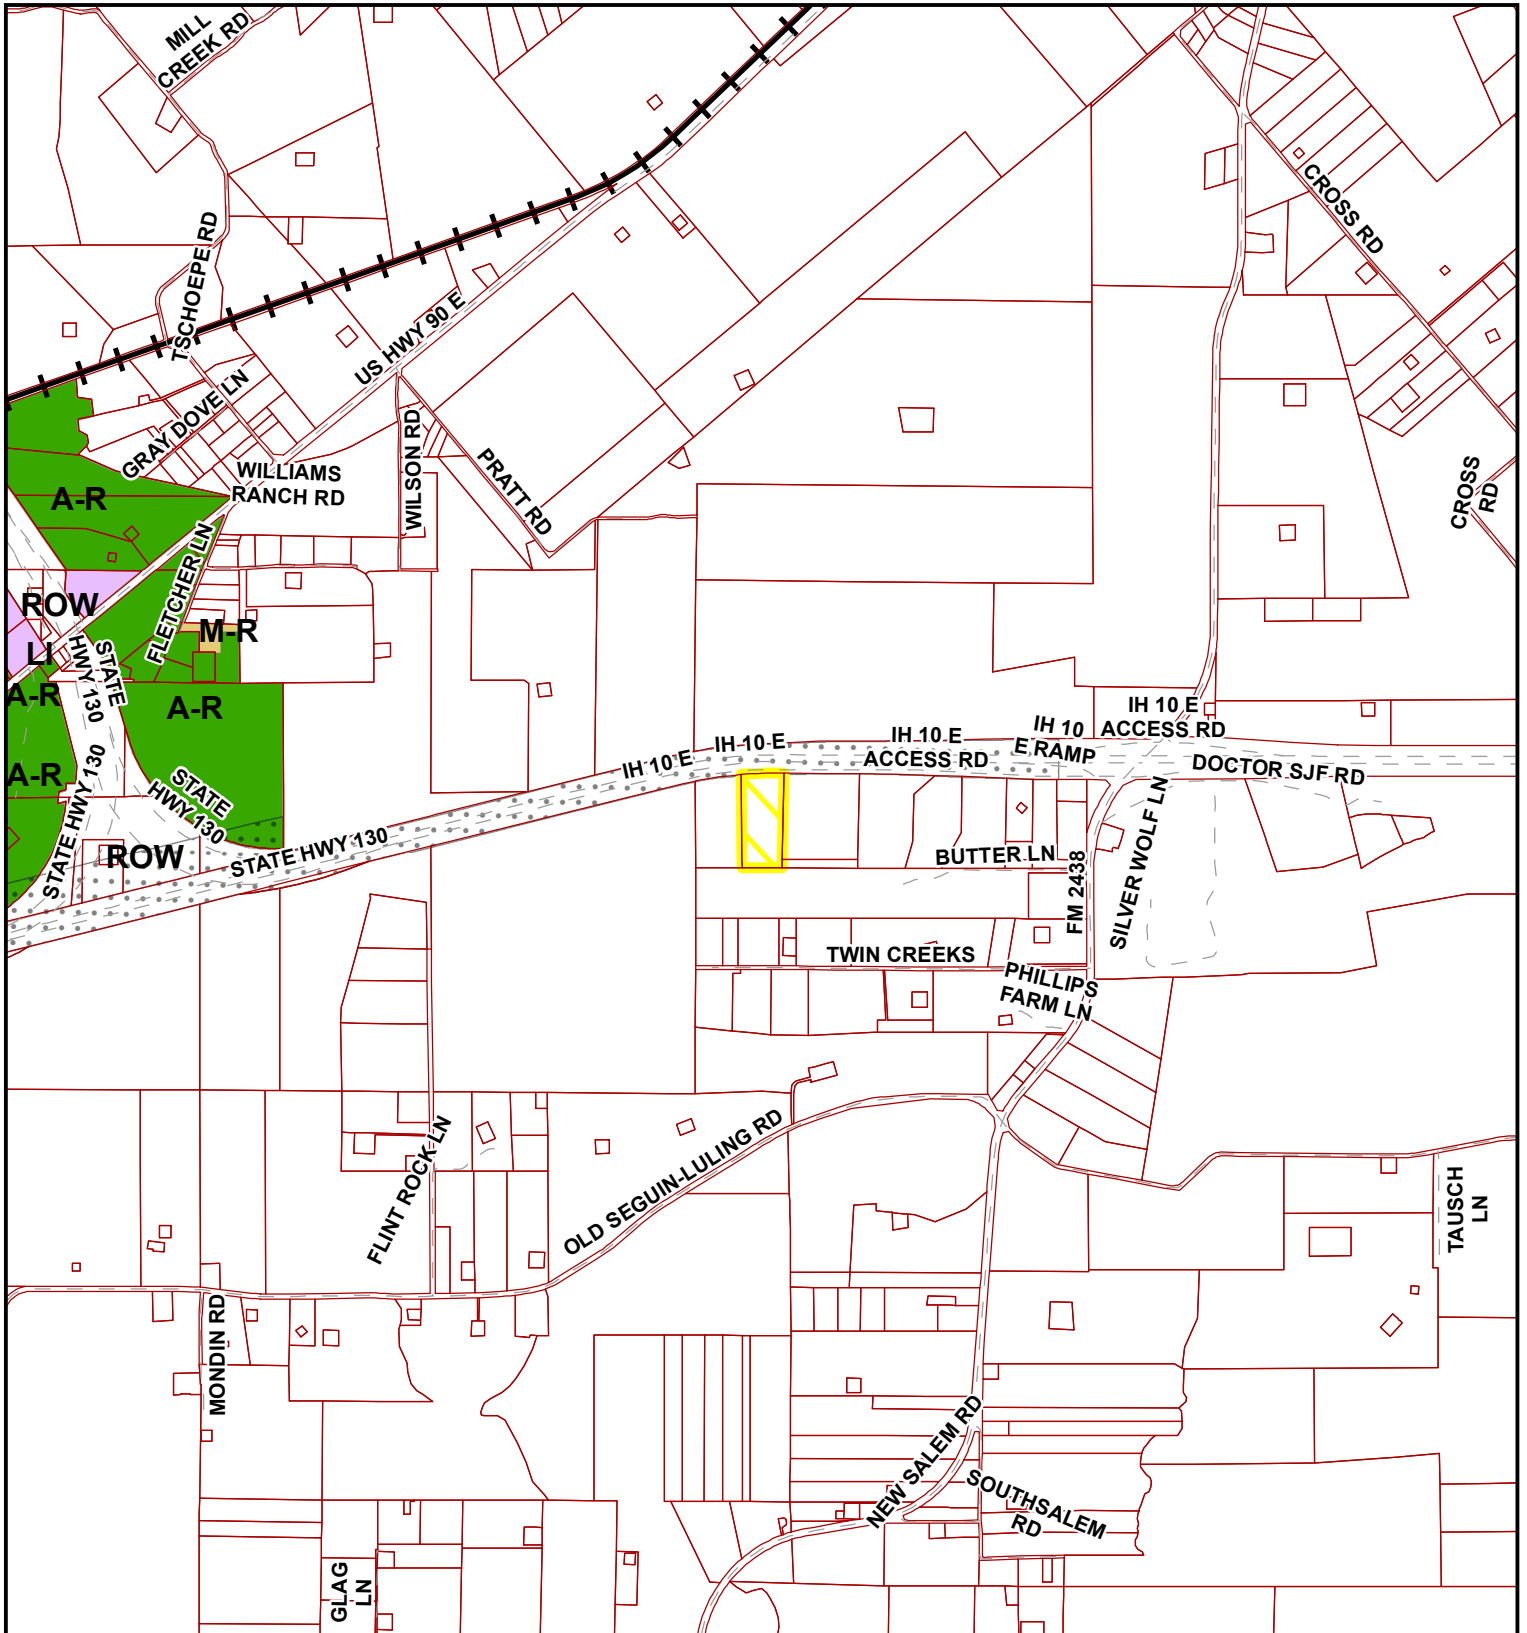 MILL
CREEK RD
TSCHOEPE RD
CROSS RD
US HWY 90 E
GRAY DOVE LN
WILSON RD
PRATT RD
WILLIAMS
RANCH RD
CROSS
RD
A-R
FLETCHER LN
ROW
M-R
LI
STATE
HWY 130
A-R
A-R
A-R
STATE HWY 130
STATE
HWY 130
ROW
STATE HWY 130
IH 10 E
IH 10 E
IH 10 E
ACCESS RD
IH 10
E RAMP
IH 10 E
ACCESS RD
DOCTOR SJF RD
BUTTER LN
FM 2438
SILVER WOLF LN
TWIN CREEKS
PHILLIPS
FARM LN
FLINT ROCK LN
OLD SEGUIN-LULING RD
TAUSCH
LN
MONDIN RD
NEW SALEM RD
SOUTHSALEM
RD
GLAG
LN